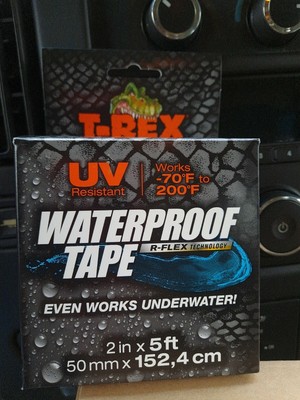 T-REX
UV
Resistant
Works
-70°F to
200°F
WATERPROOF
TAPE
R-FLEX TECHNOLOGY
EVEN WORKS UNDERWATER!
2 in x 5 ft
50 mm x 152,4 cm